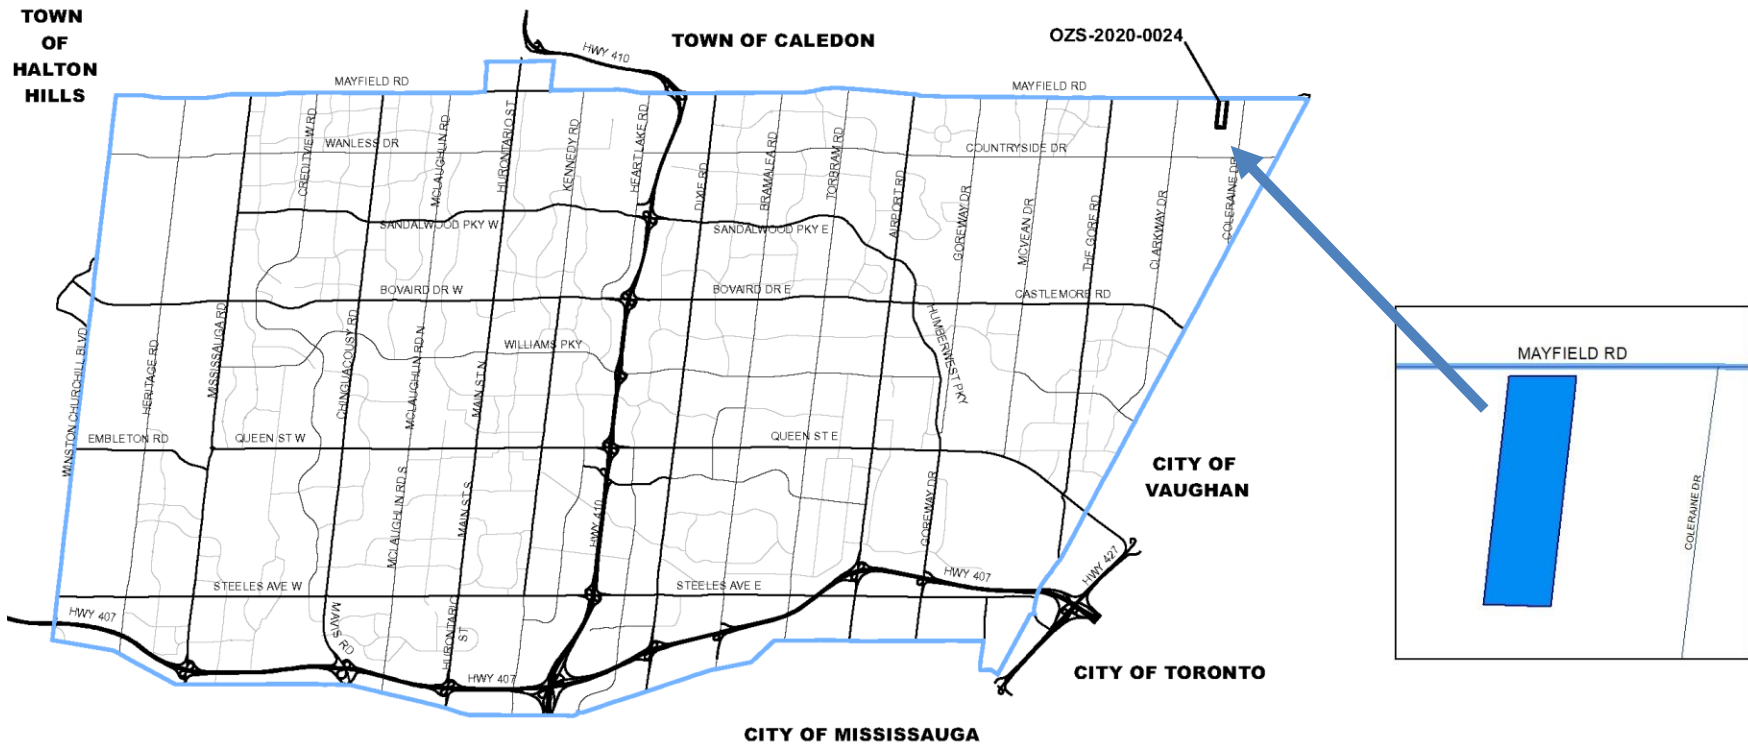 TOWN
OF
HALTON
HILLS
TOWN OF CALEDON
OZS-2020-0024
HWY 410
MAYFIELD RD
MAYFIELD RD
WANLESS DR
COUNTRYSIDE DR
CREDITVIEW RD
MCLAUGHLIN RD
HURONTARIO ST
KENNEDY RD
HEART LAKE RD
DIXIE RD
BRAMALEA RD
TORBRAM RD
AIRPORT RD
GOREWAY DR
MCVEAN DR
THE GORE RD
CLARKWAY DR
COLERAINE DR
SANDALWOOD PKY W
SANDALWOOD PKY E
BOVAIRD DR W
BOVAIRD DR E
CASTLEMORE RD
WINSTON CHURCHILL BLVD
HERITAGE RD
MISSISSAUGA RD
CHINGUACOUSY RD
MCLAUGHLIN RD N
MAIN ST N
WILLIAMS PKY
HUMBERWEST PKY
MAYFIELD RD
COLERAINE DR
EMBLETON RD
QUEEN ST W
QUEEN ST E
CITY OF
VAUGHAN
MCLAUGHLIN RD S
MAIN ST S
HWY 410
GOREWAY DR
HWY 407
HWY 427
STEELES AVE W
STEELES AVE E
HWY 407
MAVIS RD
HURONTARIO
ST
HWY 407
CITY OF TORONTO
CITY OF MISSISSAUGA